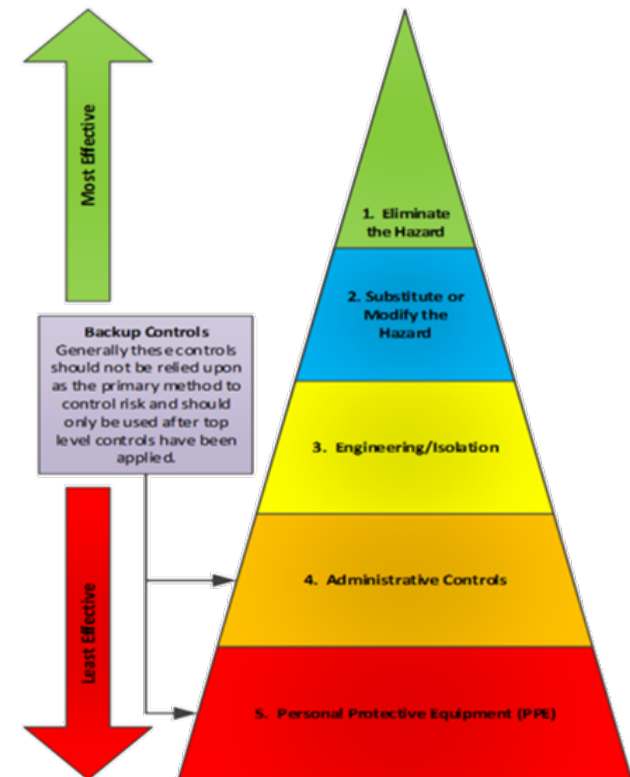 Most Effective
1. Eliminate
the Hazard
2. Substitute or
Modify the
Hazard
Backup Controls
Generally these controls
should not be relied upon
as the primary method to
control risk and should
only be used after top
level controls have been
applied.
3. Engineering/Isolation
4. Administrative Controls
Least Effective
5. Personal Protective Equipment (PPE)